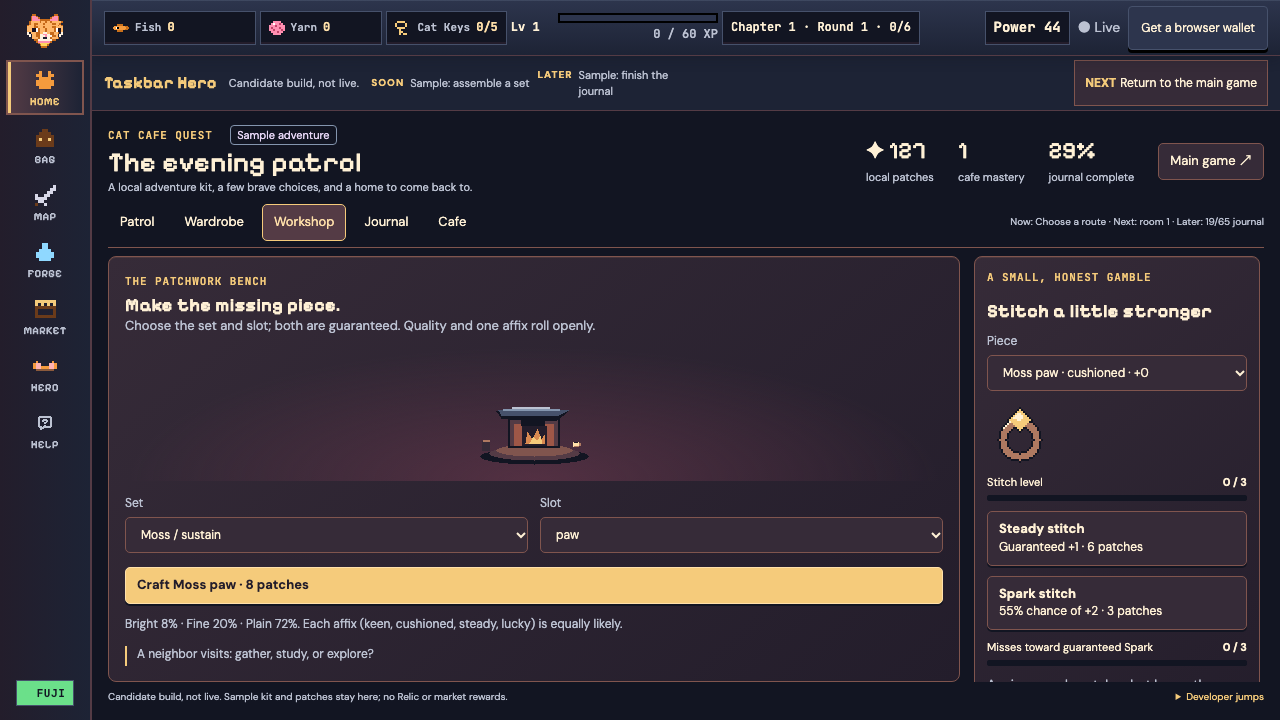 Fish 0
Yarn 0
Cat Keys 0/5
Lv 1
0 / 60 XP
Chapter 1 · Round 1 · 0/6
Power 44
Live
Get a browser wallet
HOME
BAG
MAP
FORGE
MARKET
HERO
HELP
FUJI
Taskbar Hero
Candidate build, not live.
SOON Sample: assemble a set
LATER Sample: finish the
journal
NEXT Return to the main game
CAT CAFE QUEST
Sample adventure
The evening patrol
A local adventure kit, a few brave choices, and a home to come back to.
✦ 127
local patches
1
cafe mastery
29%
journal complete
Main game ↗
Patrol
Wardrobe
Workshop
Journal
Cafe
Now: Choose a route · Next: room 1 · Later: 19/65 journal
THE PATCHWORK BENCH
Make the missing piece.
Choose the set and slot; both are guaranteed. Quality and one affix roll openly.
Set
Slot
Moss / sustain
paw
Craft Moss paw · 8 patches
Bright 8% · Fine 20% · Plain 72%. Each affix (keen, cushioned, steady, lucky) is equally likely.
A neighbor visits: gather, study, or explore?
A SMALL, HONEST GAMBLE
Stitch a little stronger
Piece
Moss paw · cushioned · +0
Stitch level 0 / 3
Steady stitch
Guaranteed +1 · 6 patches
Spark stitch
55% chance of +2 · 3 patches
Misses toward guaranteed Spark 0 / 3
Candidate build, not live. Sample kit and patches stay here; no Relic or market rewards.
▶ Developer jumps